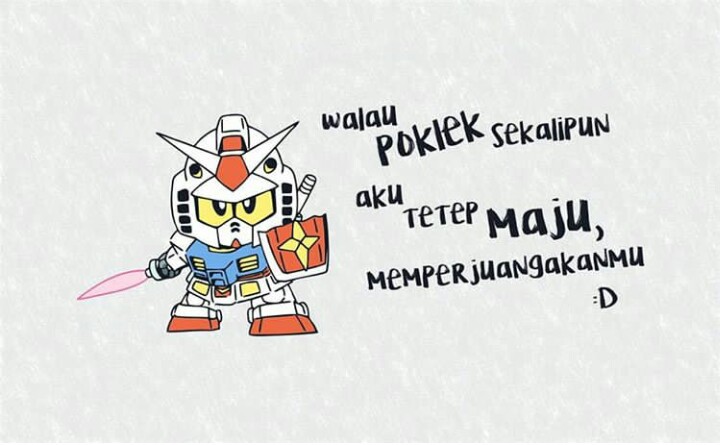 walau POKLEK SEKALIPUN
aku TETEP MAJU,
MEMPERJUANGAKANMU
:D